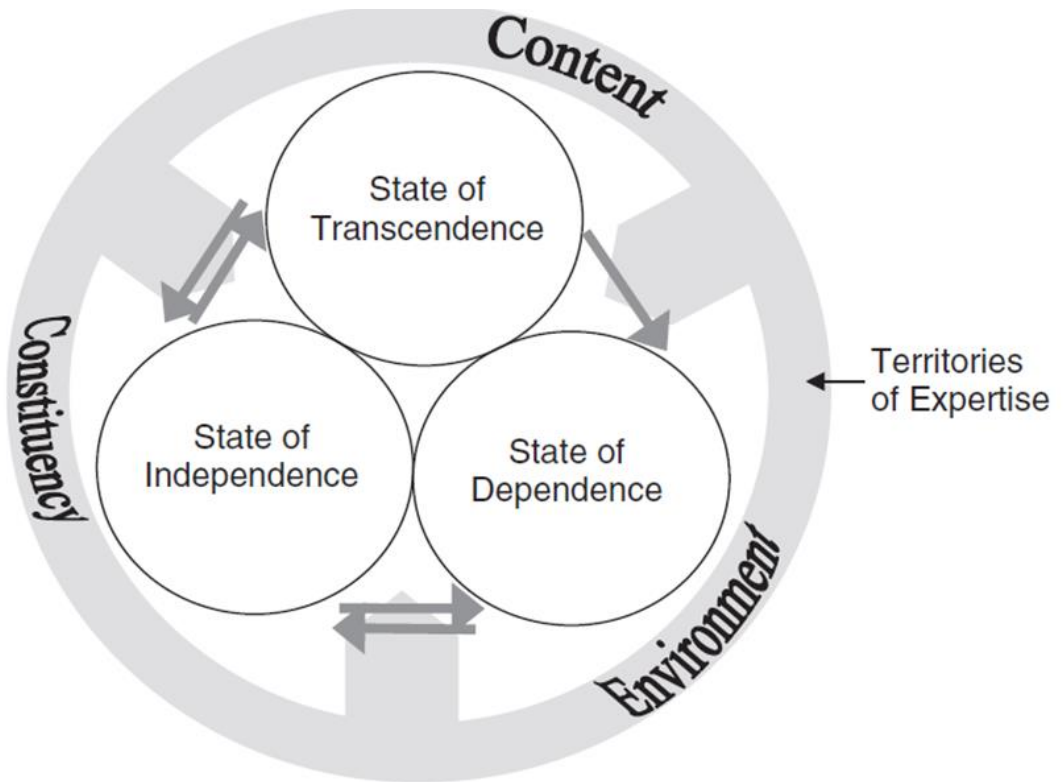 Content
State of
Transcendence
Constituency
Territories
of Expertise
State of
Independence
State of
Dependence
Environment